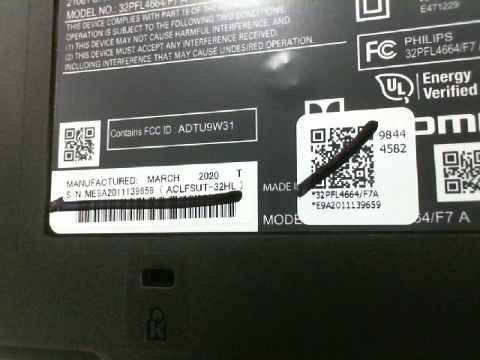 MODEL NO.: 32PFL4664/F7 A
THIS DEVICE COMPLIES WITH PART 15 OF THE
OPERATION IS SUBJECT TO THE FOLLOWING TWO CONDITIONS.
(1) THIS DEVICE MAY NOT CAUSE HARMFUL INTERFERENCE, AND
(2) THIS DEVICE MUST ACCEPT ANY INTERFERENCE RECEIVED,
INCLUDING INTERFERENCE THAT MAY CAUSE UNDESIRED OPERATION.
E471229
FC PHILIPS
32PFL4664/F7
UL Energy
Verified
Contains FCC ID : ADTU9W31
9844
4582
MANUFACTURED: MARCH 2020 T
S/N ME9A2011139659 ( ACLFSUT-32HL )
MADE
*32PFL4664/F7A
*E9A2011139659
MODE 64/F7 A
K